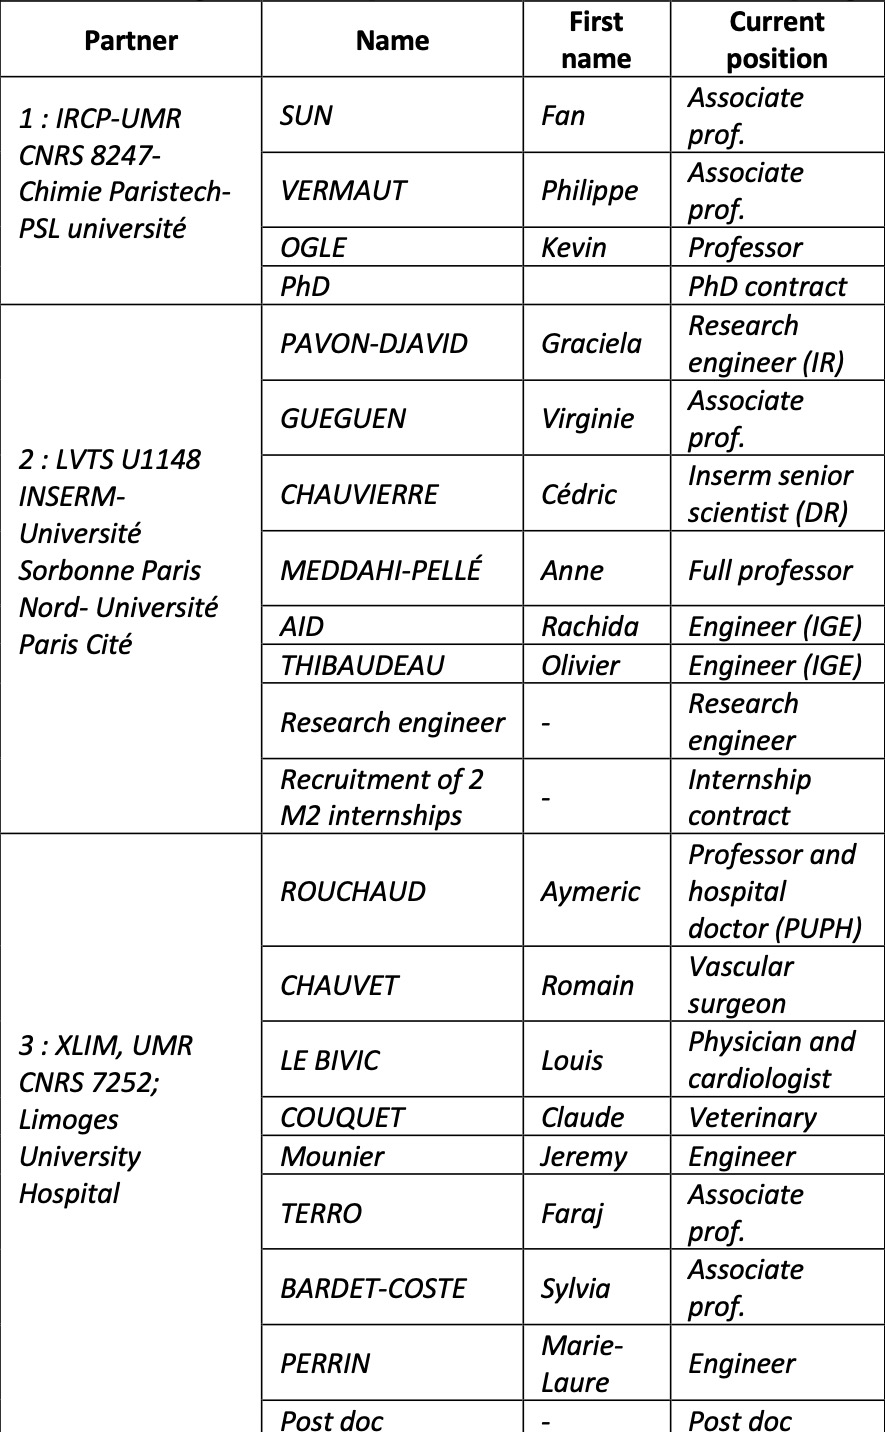 Partner Name First name Current position
1 : IRCP-UMR
CNRS 8247-
Chimie Paristech-
PSL université
SUN Fan Associate
prof.
VERMAUT Philippe Associate
prof.
OGLE Kevin Professor
PhD PhD contract
2 : LVTS U1148
INSERM-
Université
Sorbonne Paris
Nord- Université
Paris Cité
PAVON-DJAVID Graciela Research
engineer (IR)
GUEGUEN Virginie Associate
prof.
CHAUVIERRE Cédric Inserm senior
scientist (DR)
MEDDAHI-PELLÉ Anne Full professor
AID Rachida Engineer (IGE)
THIBAUDEAU Olivier Engineer (IGE)
Research engineer - Research
engineer
Recruitment of 2
M2 internships
- Internship
contract
3 : XLIM, UMR
CNRS 7252;
Limoges
University
Hospital
ROUCHAUD Aymeric Professor and
hospital
doctor (PUPH)
CHAUVET Romain Vascular
surgeon
LE BIVIC Louis Physician and
cardiologist
COUQUET Claude Veterinary
Mounier Jeremy Engineer
TERRO Faraj Associate
prof.
BARDET-COSTE Sylvia Associate
prof.
PERRIN Marie-
Laure
Engineer
Post doc - Post doc